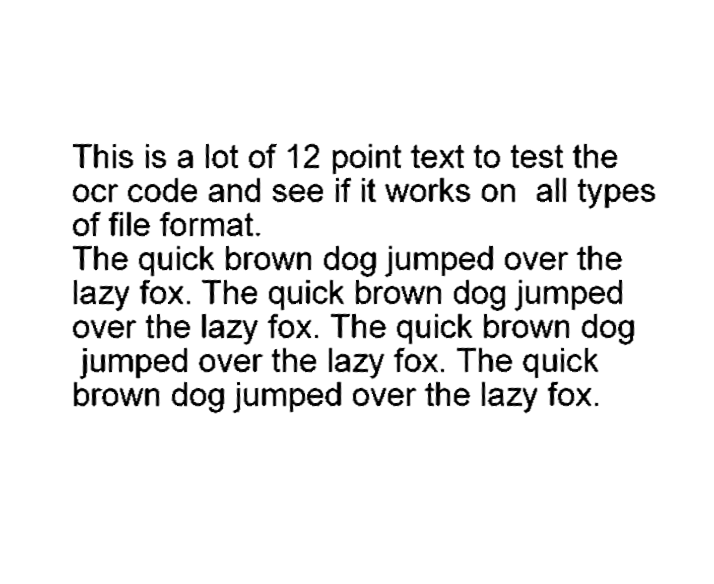 This is a lot of 12 point text to test the
ocr code and see if it works on  all types
of file format.
The quick brown dog jumped over the
lazy fox. The quick brown dog jumped
over the lazy fox. The quick brown dog
 jumped over the lazy fox. The quick
brown dog jumped over the lazy fox.